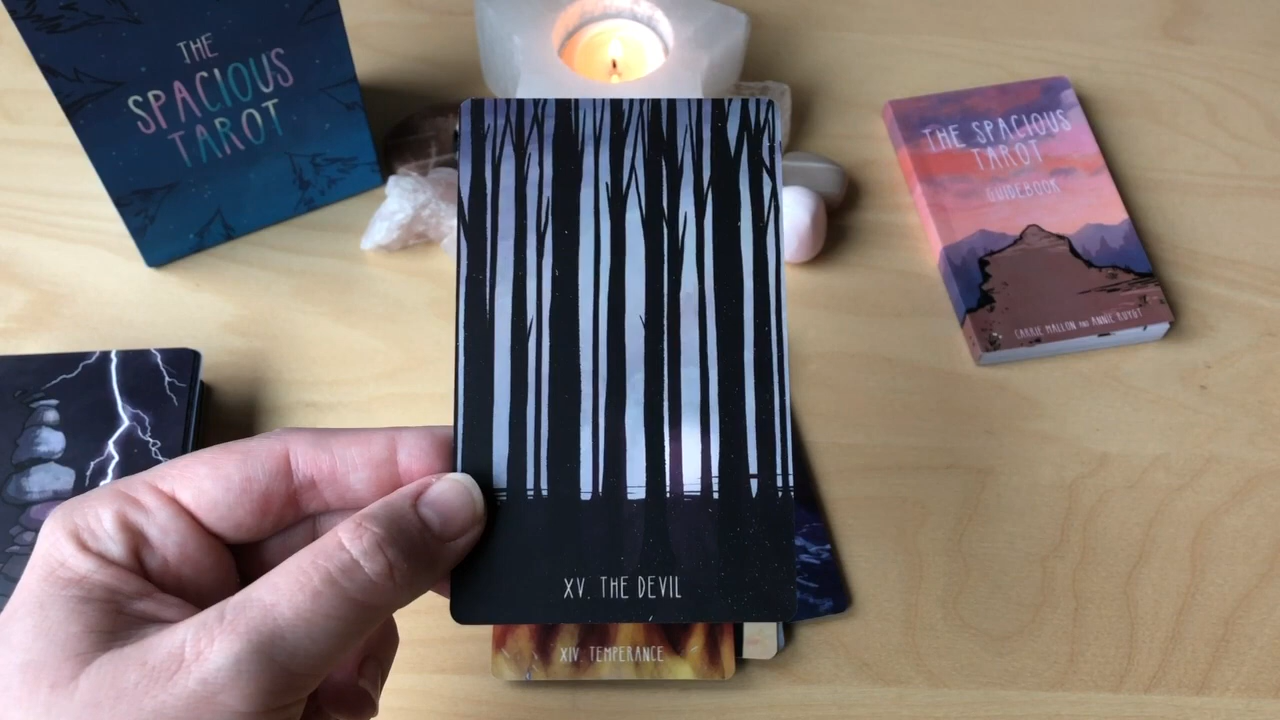 THE
SPACIOUS
TAROT
THE SPACIOUS
TAROT
GUIDEBOOK
CARRIE MALLON AND ANNIE RUYGT
XV. THE DEVIL
XIV. TEMPERANCE